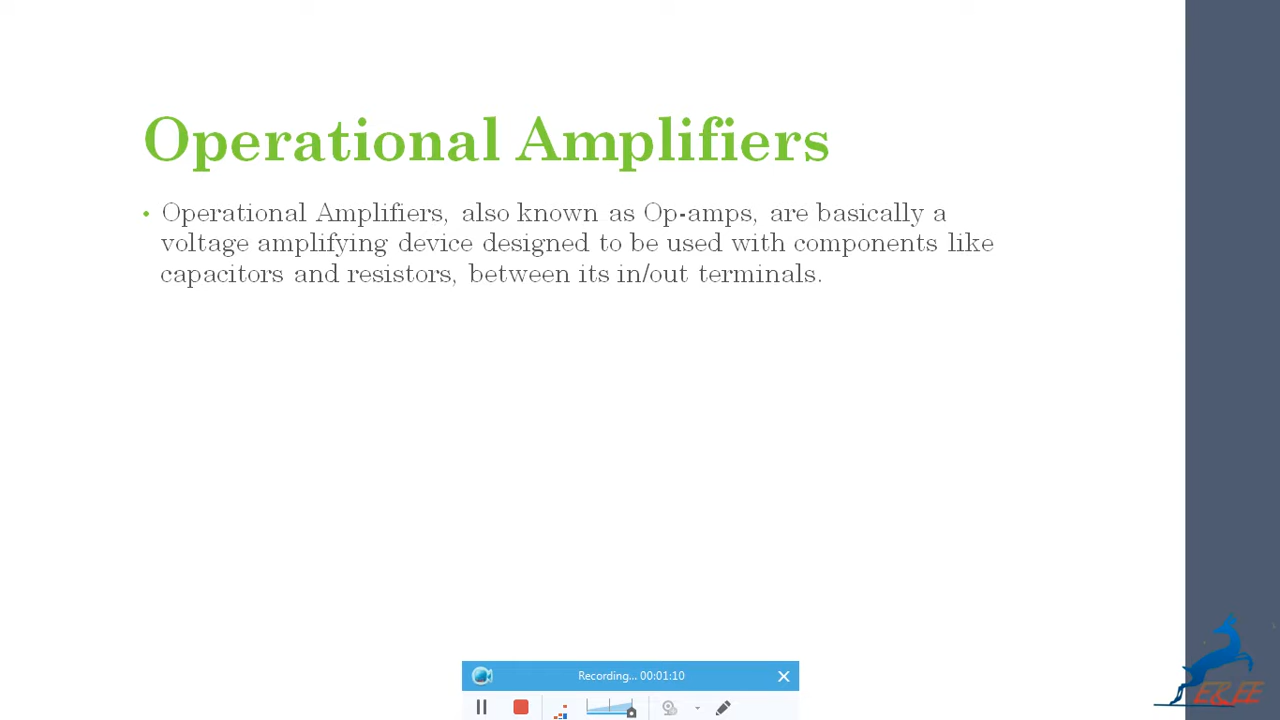 Operational Amplifiers
• Operational Amplifiers, also known as Op-amps, are basically a
voltage amplifying device designed to be used with components like
capacitors and resistors, between its in/out terminals.
Recording... 00:01:10
E&EE